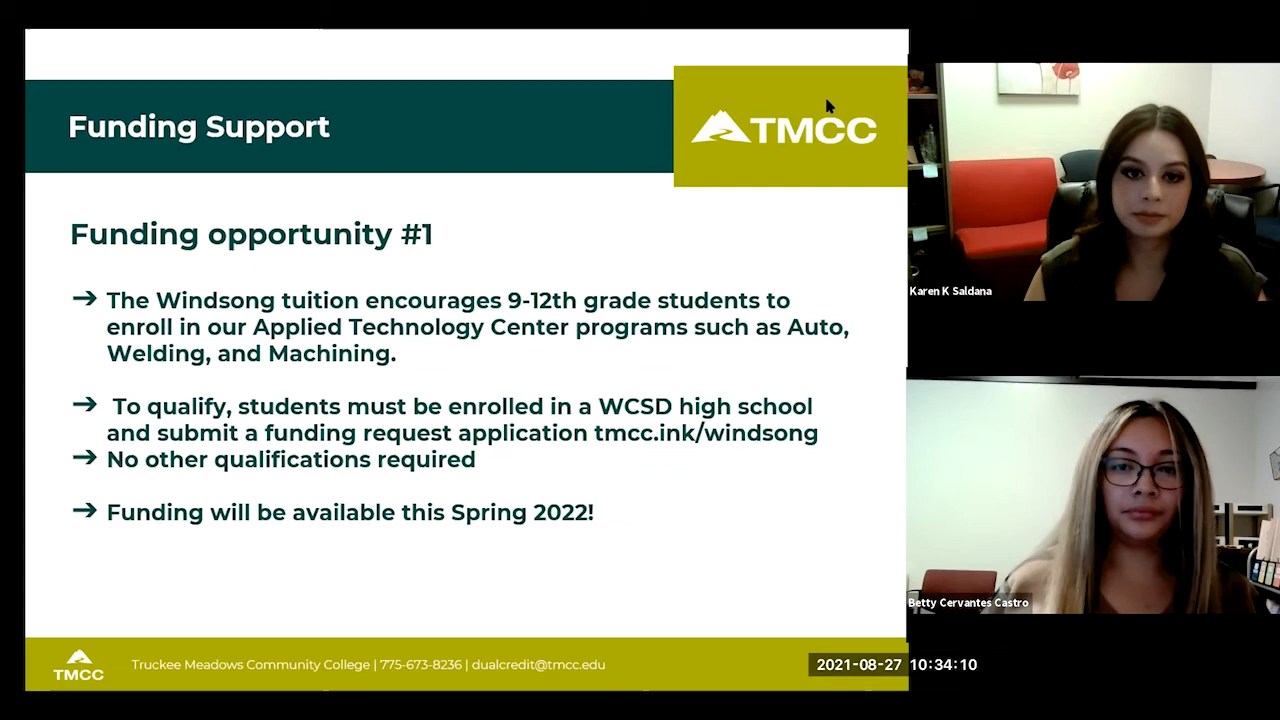 Funding Support
TMCC
Funding opportunity #1
➔ The Windsong tuition encourages 9-12th grade students to
enroll in our Applied Technology Center programs such as Auto,
Welding, and Machining.
➔ To qualify, students must be enrolled in a WCSD high school
and submit a funding request application tmcc.ink/windsong
➔ No other qualifications required
➔ Funding will be available this Spring 2022!
TMCC
Truckee Meadows Community College | 775-673-8236 | dualcredit@tmcc.edu
2021-08-27 10:34:10
Karen K Saldana
Betty Cervantes Castro